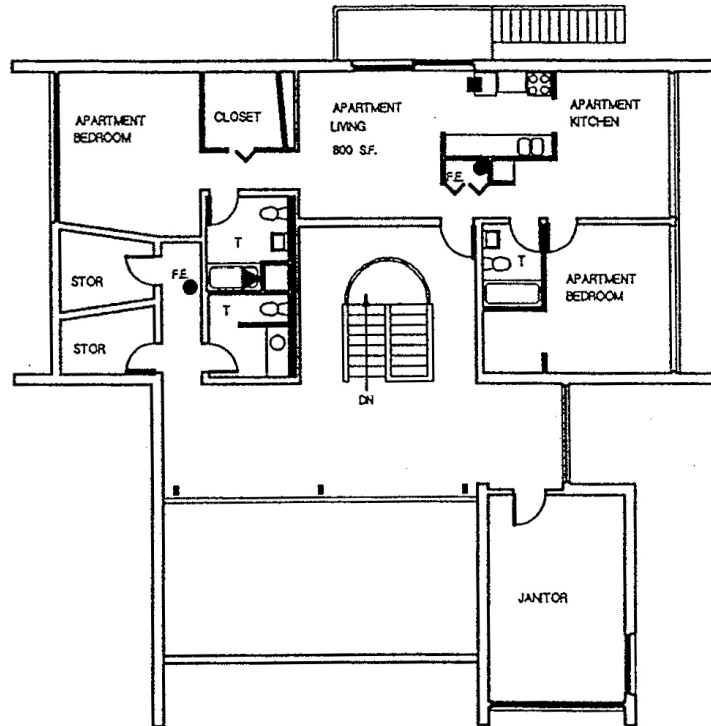 APARTMENT
BEDROOM
CLOSET
APARTMENT
LIVING
800 S.F.
APARTMENT
KITCHEN
F.E.
T
STOR
F.E.
T
APARTMENT
BEDROOM
STOR
T
DN
JANITOR